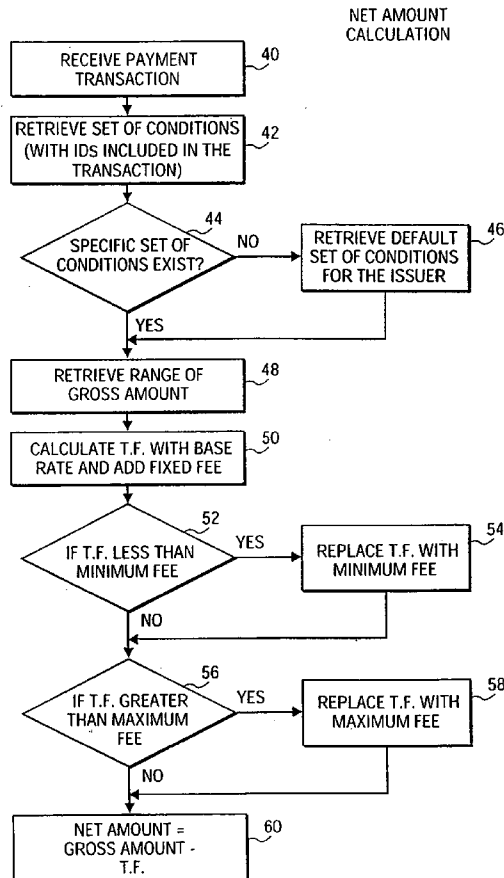 NET AMOUNT
CALCULATION
RECEIVE PAYMENT
TRANSACTION
40
RETRIEVE SET OF CONDITIONS
(WITH IDs INCLUDED IN THE
TRANSACTION)
42
44
SPECIFIC SET OF
CONDITIONS EXIST?
NO
YES
RETRIEVE DEFAULT
SET OF CONDITIONS
FOR THE ISSUER
46
RETRIEVE RANGE OF
GROSS AMOUNT
48
CALCULATE T.F. WITH BASE
RATE AND ADD FIXED FEE
50
52
IF T.F. LESS THAN
MINIMUM FEE
YES
NO
REPLACE T.F. WITH
MINIMUM FEE
54
56
IF T.F. GREATER
THAN MAXIMUM
FEE
YES
NO
REPLACE T.F. WITH
MAXIMUM FEE
58
NET AMOUNT =
GROSS AMOUNT -
T.F.
60